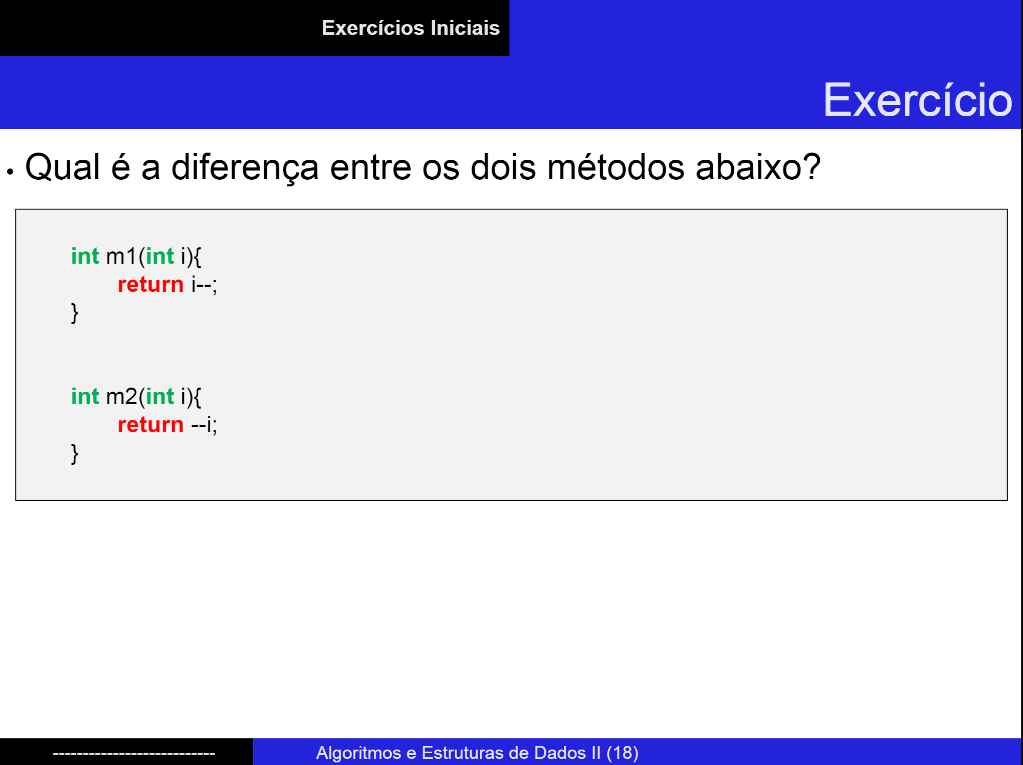 Exercícios Iniciais
Exercício
• Qual é a diferença entre os dois métodos abaixo?
int m1(int i){
return i--;
}
int m2(int i){
return --i;
}
---------------------------
Algoritmos e Estruturas de Dados II (18)